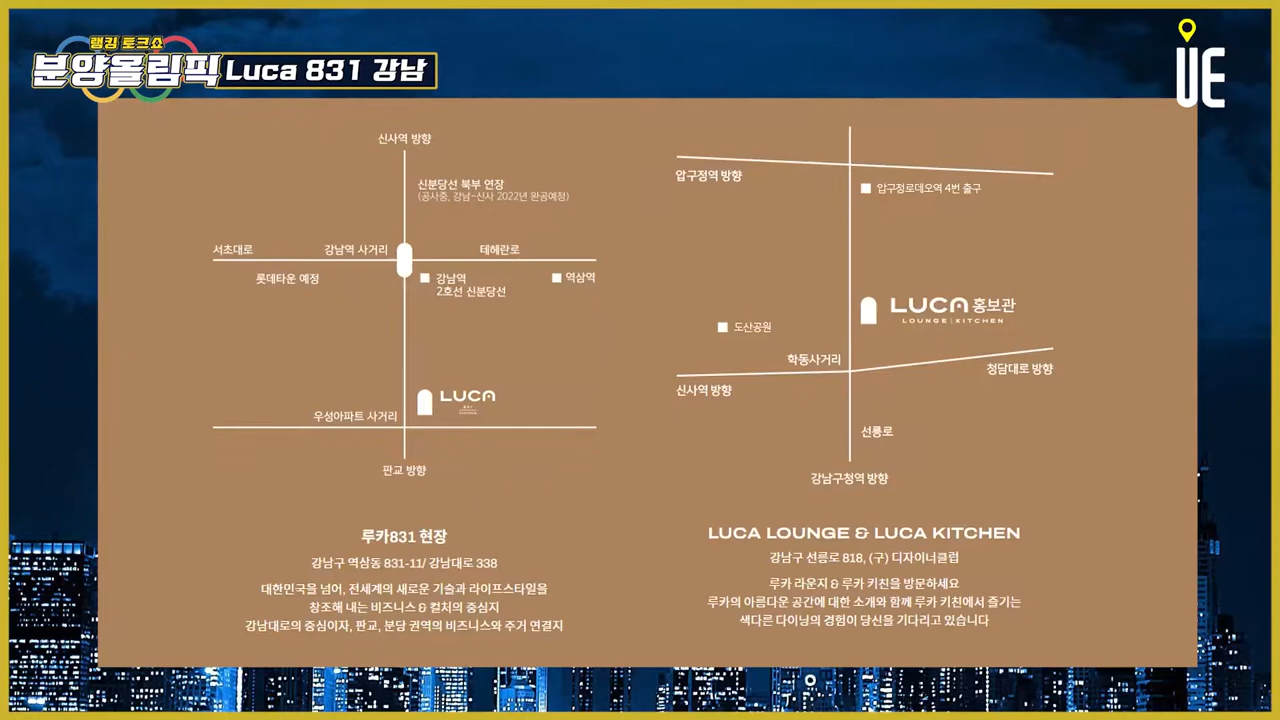 랭킹 토크쇼
분양올림픽 Luca 831 강남
UE
신사역 방향
신분당선 북부 연장
(공사중, 강남-신사 2022년 완공예정)
서초대로
강남역 사거리
테헤란로
롯데타운 예정
강남역
2호선 신분당선
역삼역
LUCA
우성아파트 사거리
판교 방향
루카831 현장
강남구 역삼동 831-11/ 강남대로 338
대한민국을 넘어, 전세계의 새로운 기술과 라이프스타일을
창조해 내는 비즈니스 & 컬처의 중심지
강남대로의 중심이자, 판교, 분당 권역의 비즈니스와 주거 연결지
압구정역 방향
압구정로데오역 4번 출구
LUCA 홍보관
LOUNGE | KITCHEN
도산공원
학동사거리
청담대로 방향
신사역 방향
선릉로
강남구청역 방향
LUCA LOUNGE & LUCA KITCHEN
강남구 선릉로 818, (구) 디자이너클럽
루카 라운지 & 루카 키친을 방문하세요
루카의 아름다운 공간에 대한 소개와 함께 루카 키친에서 즐기는
색다른 다이닝의 경험이 당신을 기다리고 있습니다